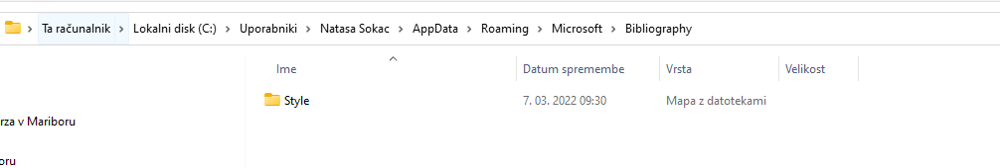 Ta računalnik > Lokalni disk (C:) > Uporabniki > Natasa Sokac > AppData > Roaming > Microsoft > Bibliography
Ime Datum spremembe Vrsta Velikost
Style 7. 03. 2022 09:30 Mapa z datotekami
rza v Mariboru
oru